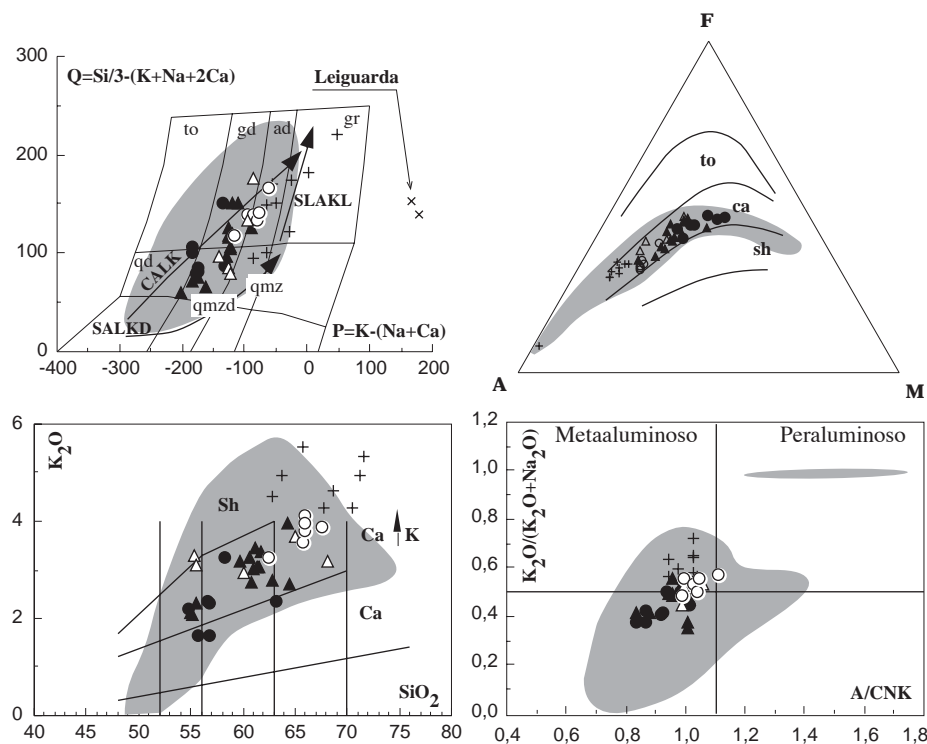 300
Q=Si/3-(K+Na+2Ca)
Leiguarda
to
gd
ad
gr
200
SLAKL
100
qd
CALK
qmz
qmzd
SALKD
P=K-(Na+Ca)
0
-400 -300 -200 -100 0 100 200
F
to
ca
sh
A
M
6
K2O
Sh
4
Ca
K
2
Ca
SiO2
0
40 45 50 55 60 65 70 75 80
1,2
K2O/(K2O+Na2O)
Metaaluminoso
Peraluminoso
1,0
0,8
0,6
0,4
0,2
A/CNK
0,0
0,4 0,6 0,8 1,0 1,2 1,4 1,6 1,8